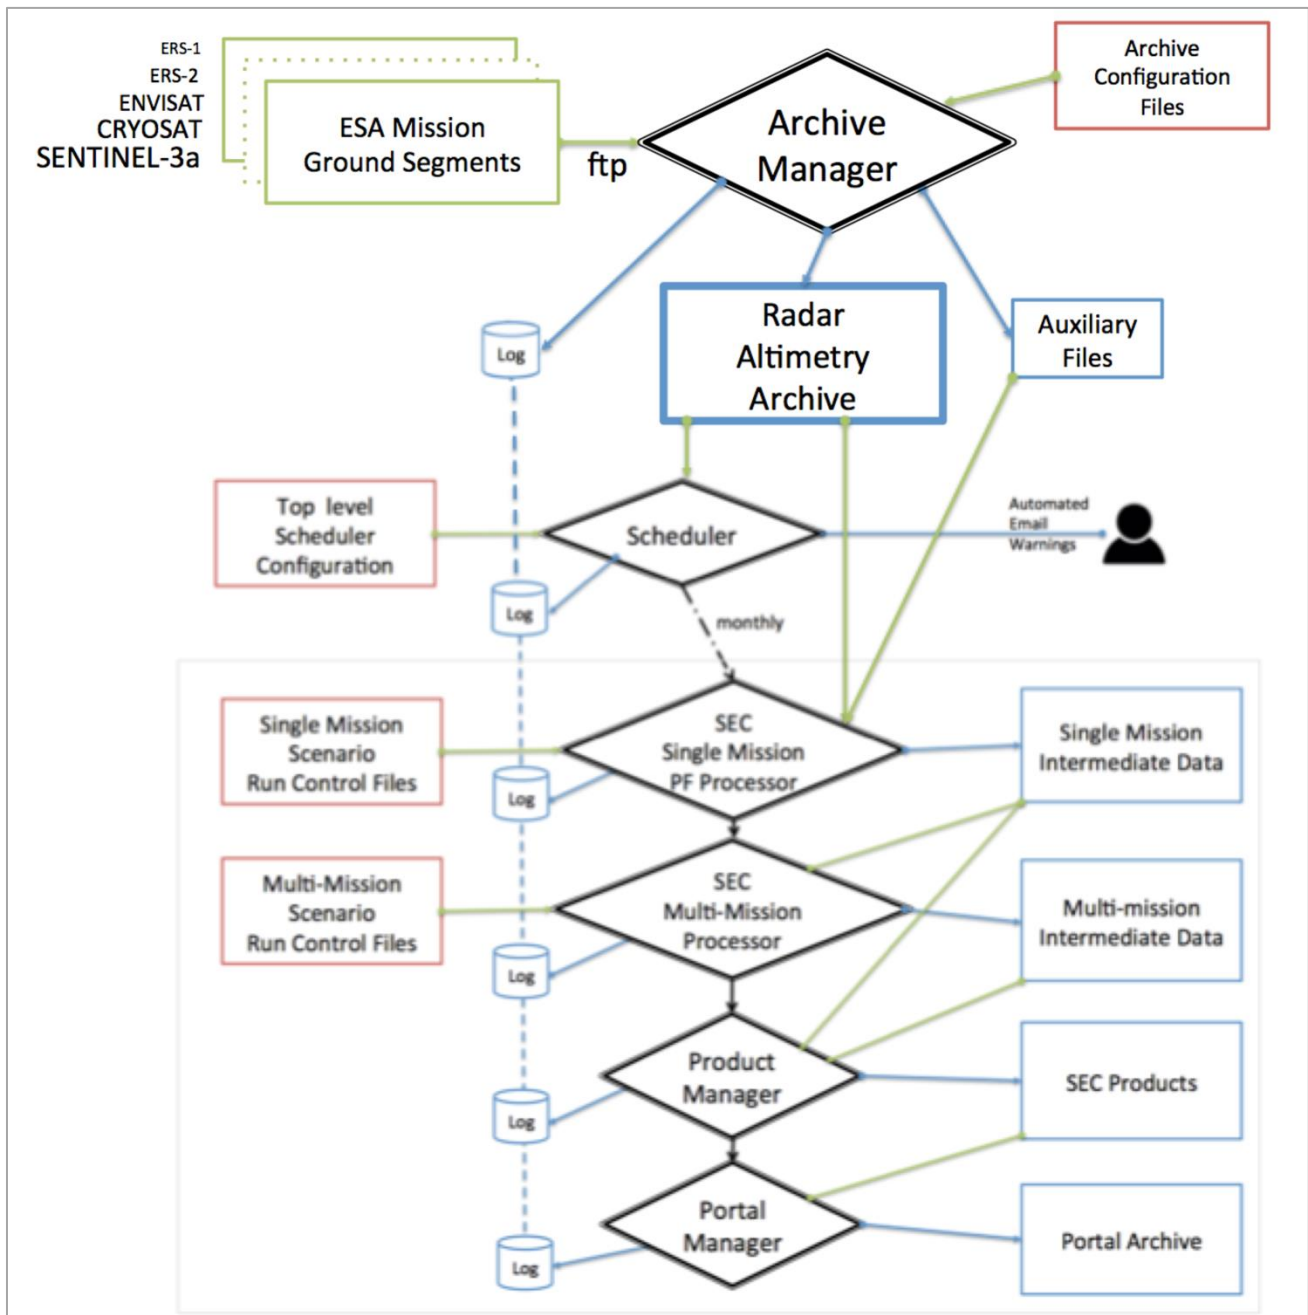 ERS-1
ERS-2
ENVISAT
CRYOSAT
SENTINEL-3a
ESA Mission
Ground Segments
ftp
Archive
Manager
Archive
Configuration
Files
Log
Radar
Altimetry
Archive
Auxiliary
Files
Top level
Scheduler
Configuration
Scheduler
Automated
Email
Warnings
Log
monthly
Single Mission
Scenario
Run Control Files
SEC
Single Mission
PF Processor
Single Mission
Intermediate Data
Log
Multi-Mission
Scenario
Run Control Files
SEC
Multi-Mission
Processor
Multi-mission
Intermediate Data
Log
Product
Manager
SEC Products
Log
Portal
Manager
Portal Archive
Log